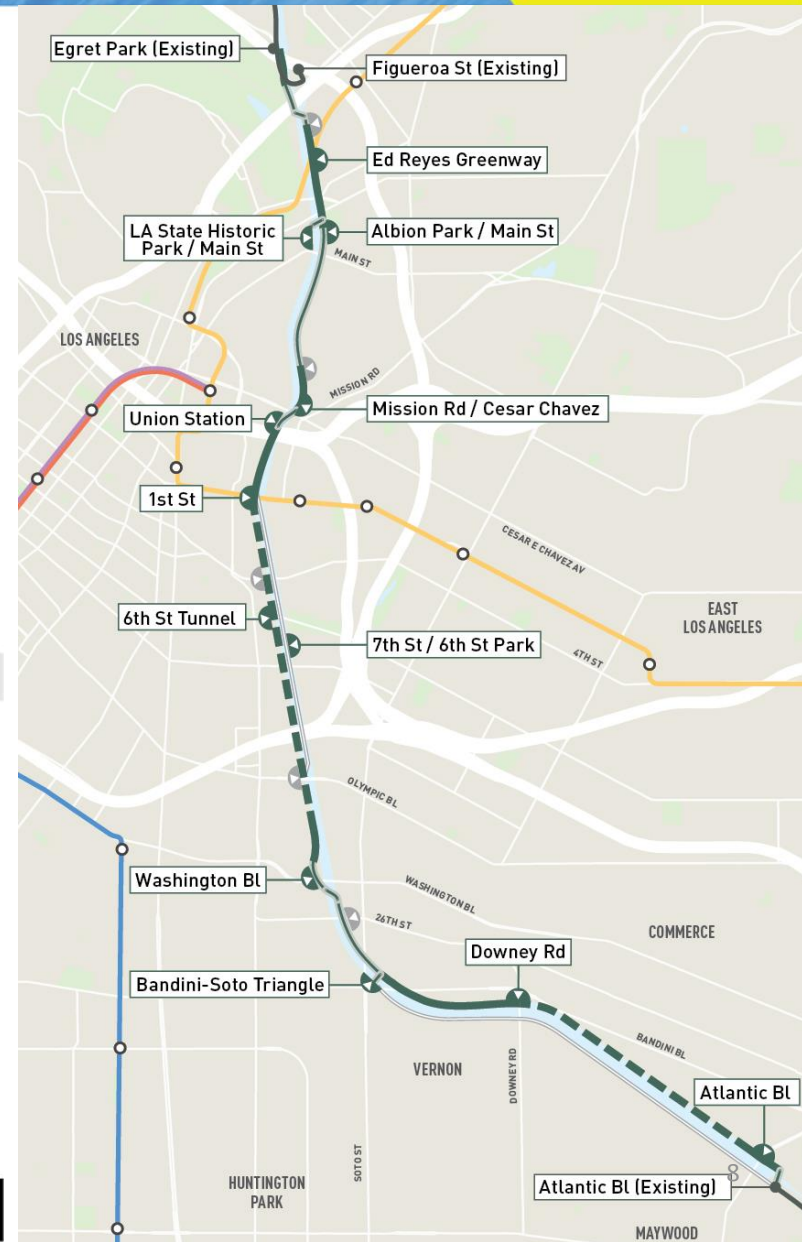 Egret Park (Existing)
Figueroa St (Existing)
Ed Reyes Greenway
LA State Historic
Park / Main St
Albion Park / Main St
MAIN ST
LOS ANGELES
MISSION RD
Mission Rd / Cesar Chavez
Union Station
1st St
CESAR E CHAVEZ AV
6th St Tunnel
EAST
LOS ANGELES
7th St / 6th St Park
4TH ST
OLYMPIC BL
Washington Bl
WASHINGTON BL
26TH ST
COMMERCE
Downey Rd
Bandini-Soto Triangle
BANDINI BL
VERNON
DOWNEY RD
Atlantic Bl
SOTO ST
8
HUNTINGTON
PARK
Atlantic Bl (Existing)
MAYWOOD